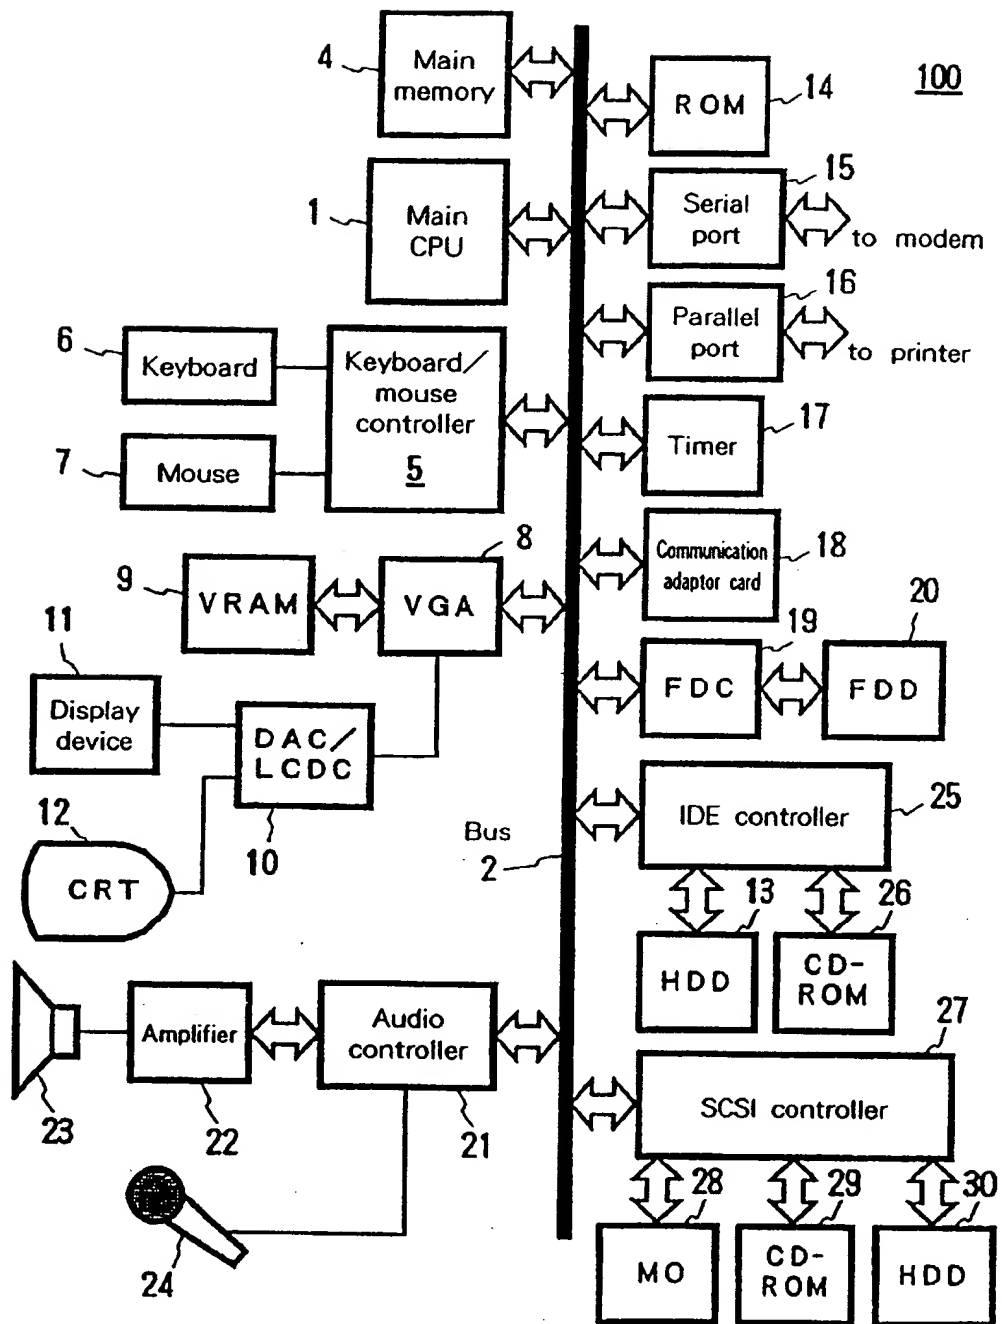 100
4
Main
memory
ROM
14
1
Main
CPU
15
Serial
port
to modem
16
Parallel
port
to printer
6
Keyboard
7
Mouse
Keyboard/
mouse
controller
5
Timer
17
Communication
adaptor card
18
8
9
VRAM
VGA
19
FDC
20
FDD
11
Display
device
DAC/
LCDC
10
12
CRT
Bus
2
IDE controller
25
13
HDD
26
CD-
ROM
23
Amplifier
22
Audio
controller
21
24
27
SCSI controller
28
MO
29
CD-
ROM
30
HDD